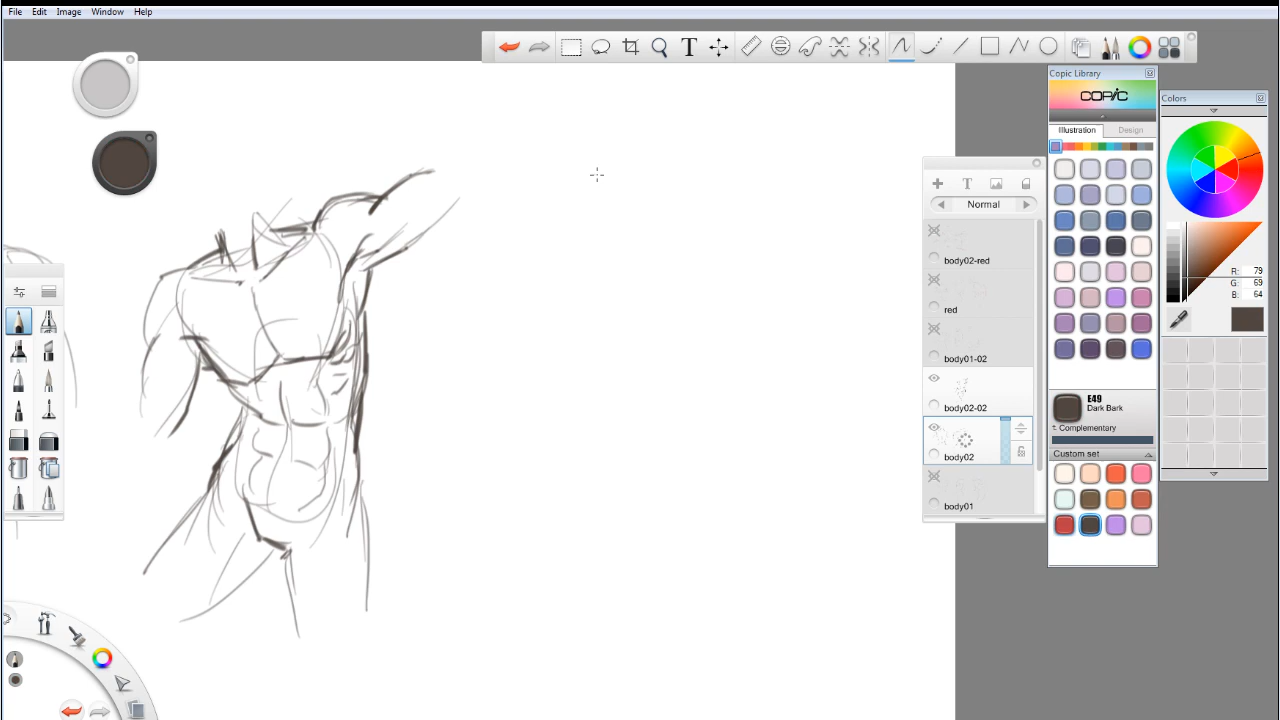 File Edit Image Window Help
T
Copic Library
COPIC
Illustration Design
Colors
T
Normal
body02-red
red
body01-02
body02-02
body02
body01
R: 79
G: 69
B: 64
E49
Dark Bark
Complementary
Custom set